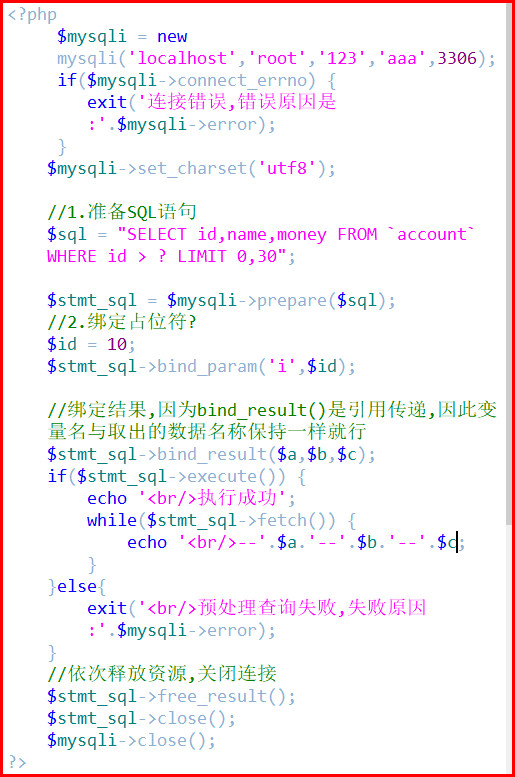 <?php
$mysqli = new
mysqli('localhost','root','123','aaa',3306);
if($mysqli->connect_errno) {
exit('连接错误,错误原因是
:'.$mysqli->error);
}
$mysqli->set_charset('utf8');
//1.准备SQL语句
$sql = "SELECT id,name,money FROM `account`
WHERE id > ? LIMIT 0,30";
$stmt_sql = $mysqli->prepare($sql);
//2.绑定占位符?
$id = 10;
$stmt_sql->bind_param('i',$id);
//绑定结果,因为bind_result()是引用传递,因此变
量名与取出的数据名称保持一样就行
$stmt_sql->bind_result($a,$b,$c);
if($stmt_sql->execute()) {
echo '<br/>执行成功';
while($stmt_sql->fetch()) {
echo '<br/>--'.$a.'--'.$b.'--'.$c;
}
}else{
exit('<br/>预处理查询失败,失败原因
:'.$mysqli->error);
}
//依次释放资源,关闭连接
$stmt_sql->free_result();
$stmt_sql->close();
$mysqli->close();
?>